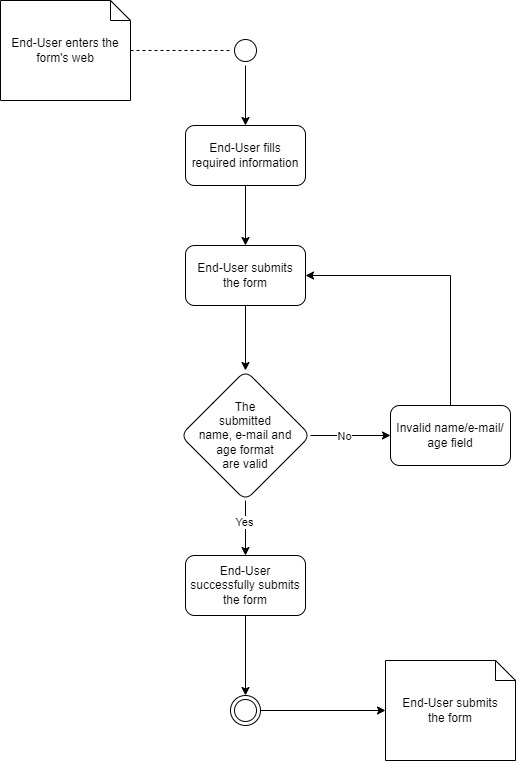 End-User enters the
form's web
End-User fills
required information
End-User submits
the form
The
submitted
name, e-mail and
age format
are valid
No
Invalid name/e-mail/
age field
Yes
End-User
successfully submits
the form
End-User submits
the form